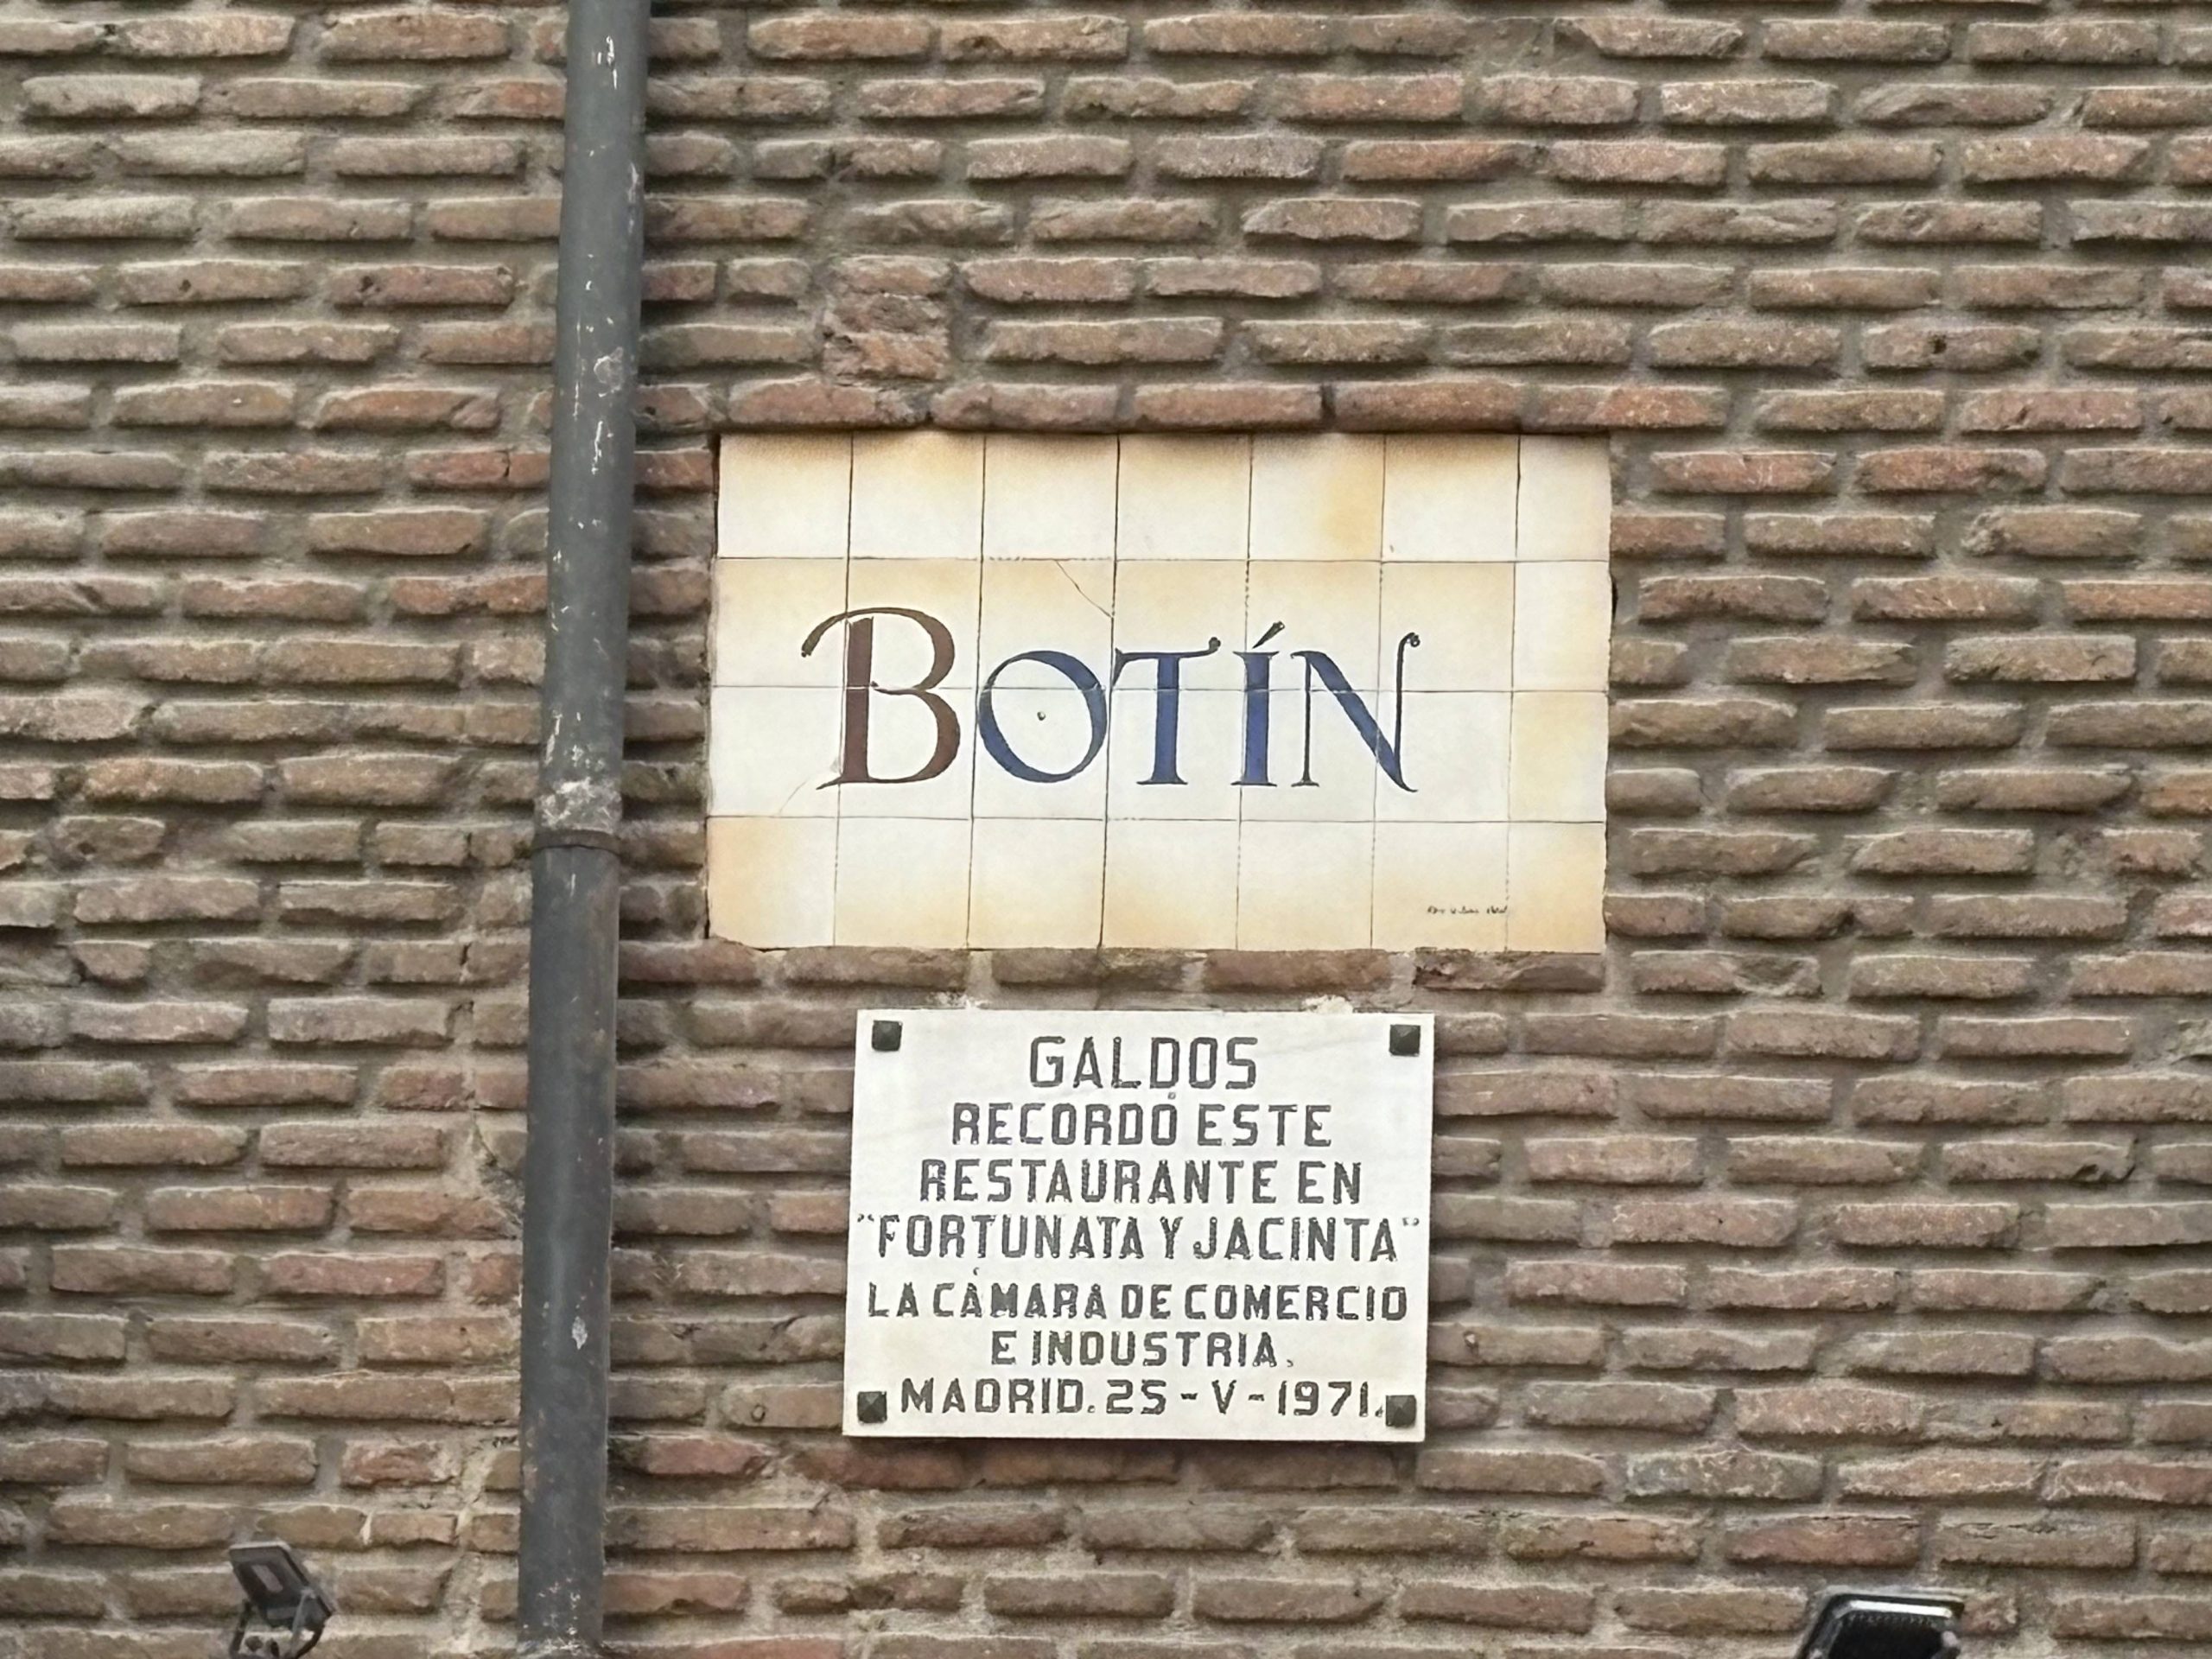 BOTÍN
GALDOS
RECORDÓ ESTE
RESTAURANTE EN
"FORTUNATA Y JACINTA"
LA CÁMARA DE COMERCIO
E INDUSTRIA.
MADRID. 25-V-1971.